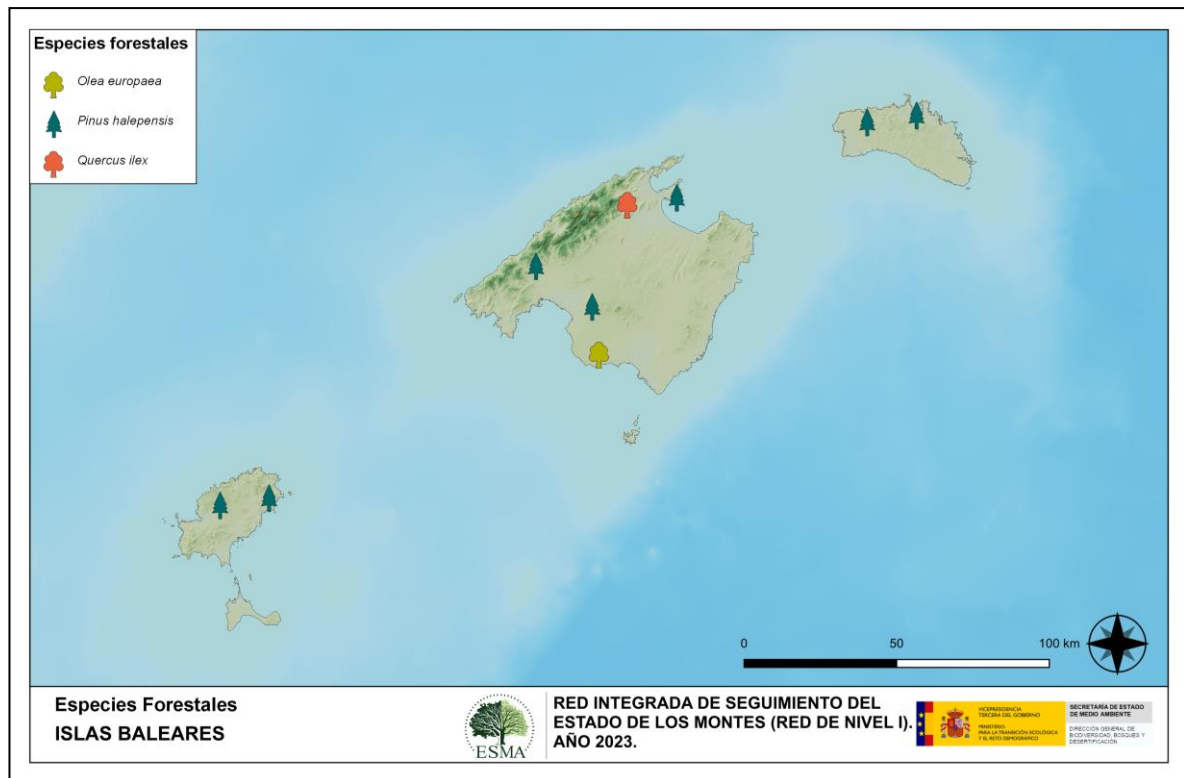 Especies forestales
Olea europaea
Pinus halepensis
Quercus ilex
0 50 100 km
Especies Forestales
ISLAS BALEARES
ESMA
RED INTEGRADA DE SEGUIMIENTO DEL
ESTADO DE LOS MONTES (RED DE NIVEL I).
AÑO 2023.
VICEPRESIDENCIA
TERCERA DEL GOBIERNO
MINISTERIO
PARA LA TRANSICIÓN ECOLÓGICA
Y EL RETO DEMOGRÁFICO
SECRETARÍA DE ESTADO
DE MEDIO AMBIENTE
DIRECCIÓN GENERAL DE
BIODIVERSIDAD, BOSQUES Y
DESERTIFICACIÓN